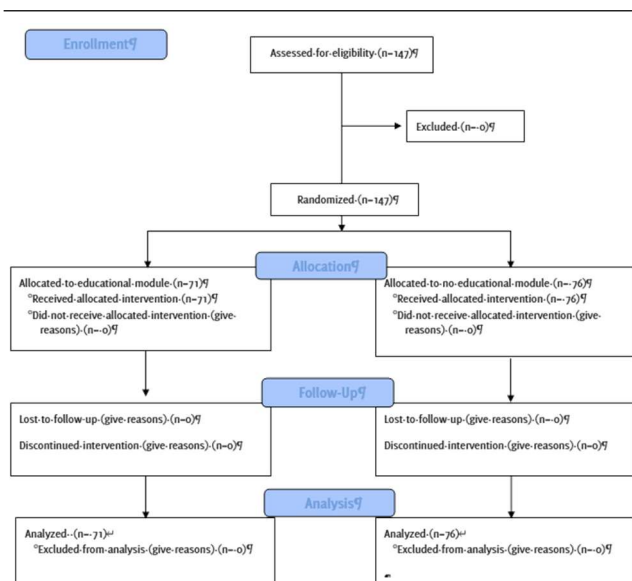 Enrollment¶
Assessed·for·eligibility·(n=147)¶
Excluded·(n=·0)¶
Randomized·(n=147)¶
Allocation¶
Allocated·to·educational·module·(n=71)¶
°Received·allocated·intervention·(n=71)¶
°Did·not·receive·allocated·intervention·(give·
reasons)·(n=·0)¶
Allocated·to·no·educational·module·(n=·76)¶
°Received·allocated·intervention·(n=·76)¶
°Did·not·receive·allocated·intervention·(give·
reasons)·(n=·0)¶
Follow-Up¶
Lost·to·follow-up·(give·reasons)·(n=0)¶
Discontinued·intervention·(give·reasons)·(n=0)¶
Lost·to·follow-up·(give·reasons)·(n=·0)¶
Discontinued·intervention·(give·reasons)·(n=0)¶
Analysis¶
Analyzed··(n=·71)↵
°Excluded·from·analysis·(give·reasons)·(n=·0)¶
Analyzed·(n=76)↵
°Excluded·from·analysis·(give·reasons)·(n=·0)¶
¶